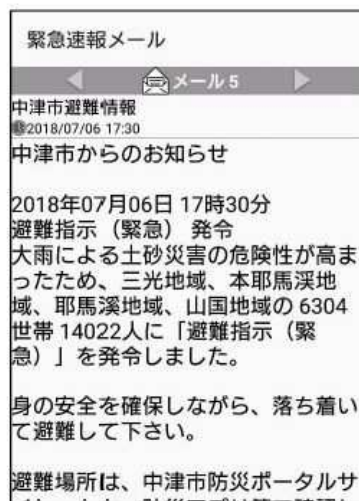 緊急速報メール
メール 5
中津市避難情報
2018/07/06 17:30
中津市からのお知らせ
2018年07月06日 17時30分
避難指示（緊急） 発令
大雨による土砂災害の危険性が高ま
ったため、三光地域、本耶馬渓地
域、耶馬溪地域、山国地域の 6304
世帯 14022人に「避難指示（緊
急）」を発令しました。
身の安全を確保しながら、落ち着い
て避難して下さい。
避難場所は、中津市防災ポータルサ